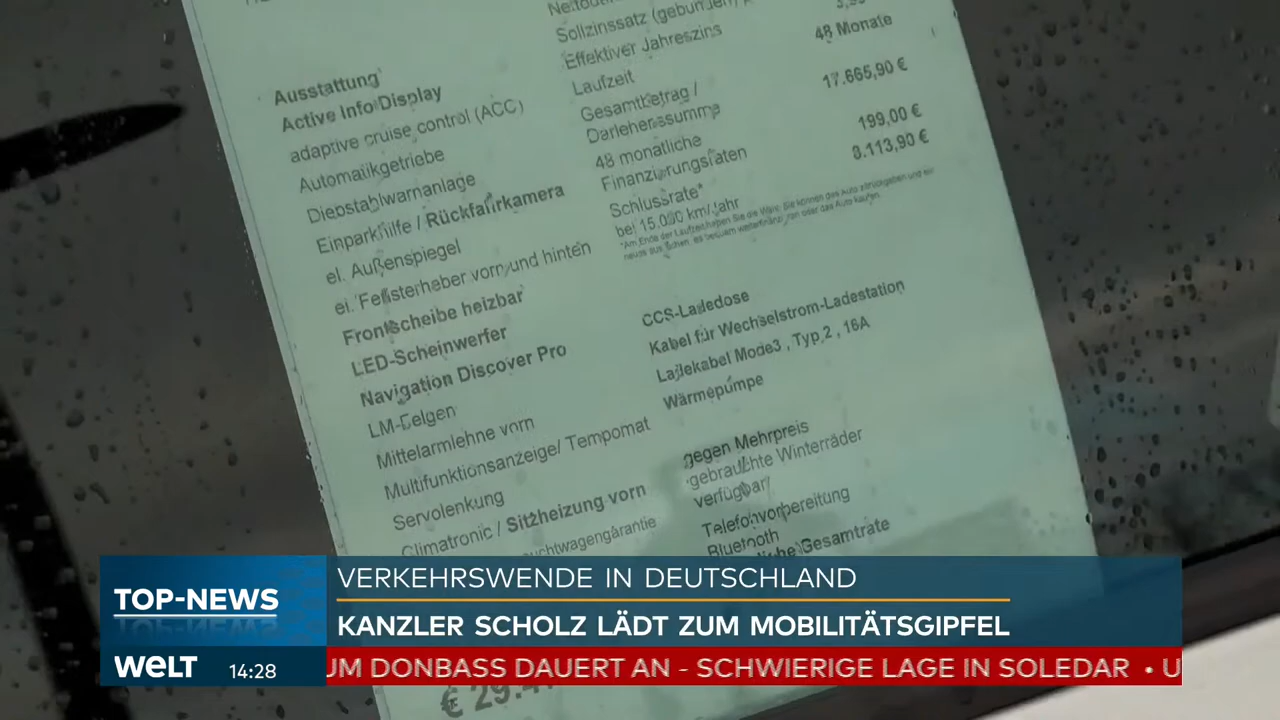 Ausstattung
Active Info Display
adaptive cruise control (ACC)
Automatikgetriebe
Diebstahlwarnanlage
Einparkhilfe / Rückfahrkamera
el. Außenspiegel
el. Fensterheber vorn und hinten
Frontscheibe heizbar
LED-Scheinwerfer
Navigation Discover Pro
LM-Felgen
Mittelarmlehne vorn
Multifunktionsanzeige/ Tempomat
Servolenkung
Climatronic / Sitzheizung vorn
Sollzinssatz (gebunden)
Effektiver Jahreszins
Laufzeit 48 Monate
Gesamtbetrag /
Darlehenssumme 17.665,90 €
48 monatliche
Finanzierungsraten 199,00 €
Schlussrate* 8.113,90 €
bei 15.000 km/Jahr
CCS-Ladedose
Kabel für Wechselstrom-Ladestation
Ladekabel Mode3 , Typ 2 , 16A
Wärmepumpe
gegen Mehrpreis
gebrauchte Winterräder
verfügbar/
Telefonvorbereitung
Bluetooth
Gesamtrate
€ 29.
TOP-NEWS
VERKEHRSWENDE IN DEUTSCHLAND
KANZLER SCHOLZ LÄDT ZUM MOBILITÄTSGIPFEL
welt 14:28
UM DONBASS DAUERT AN - SCHWIERIGE LAGE IN SOLEDAR • U